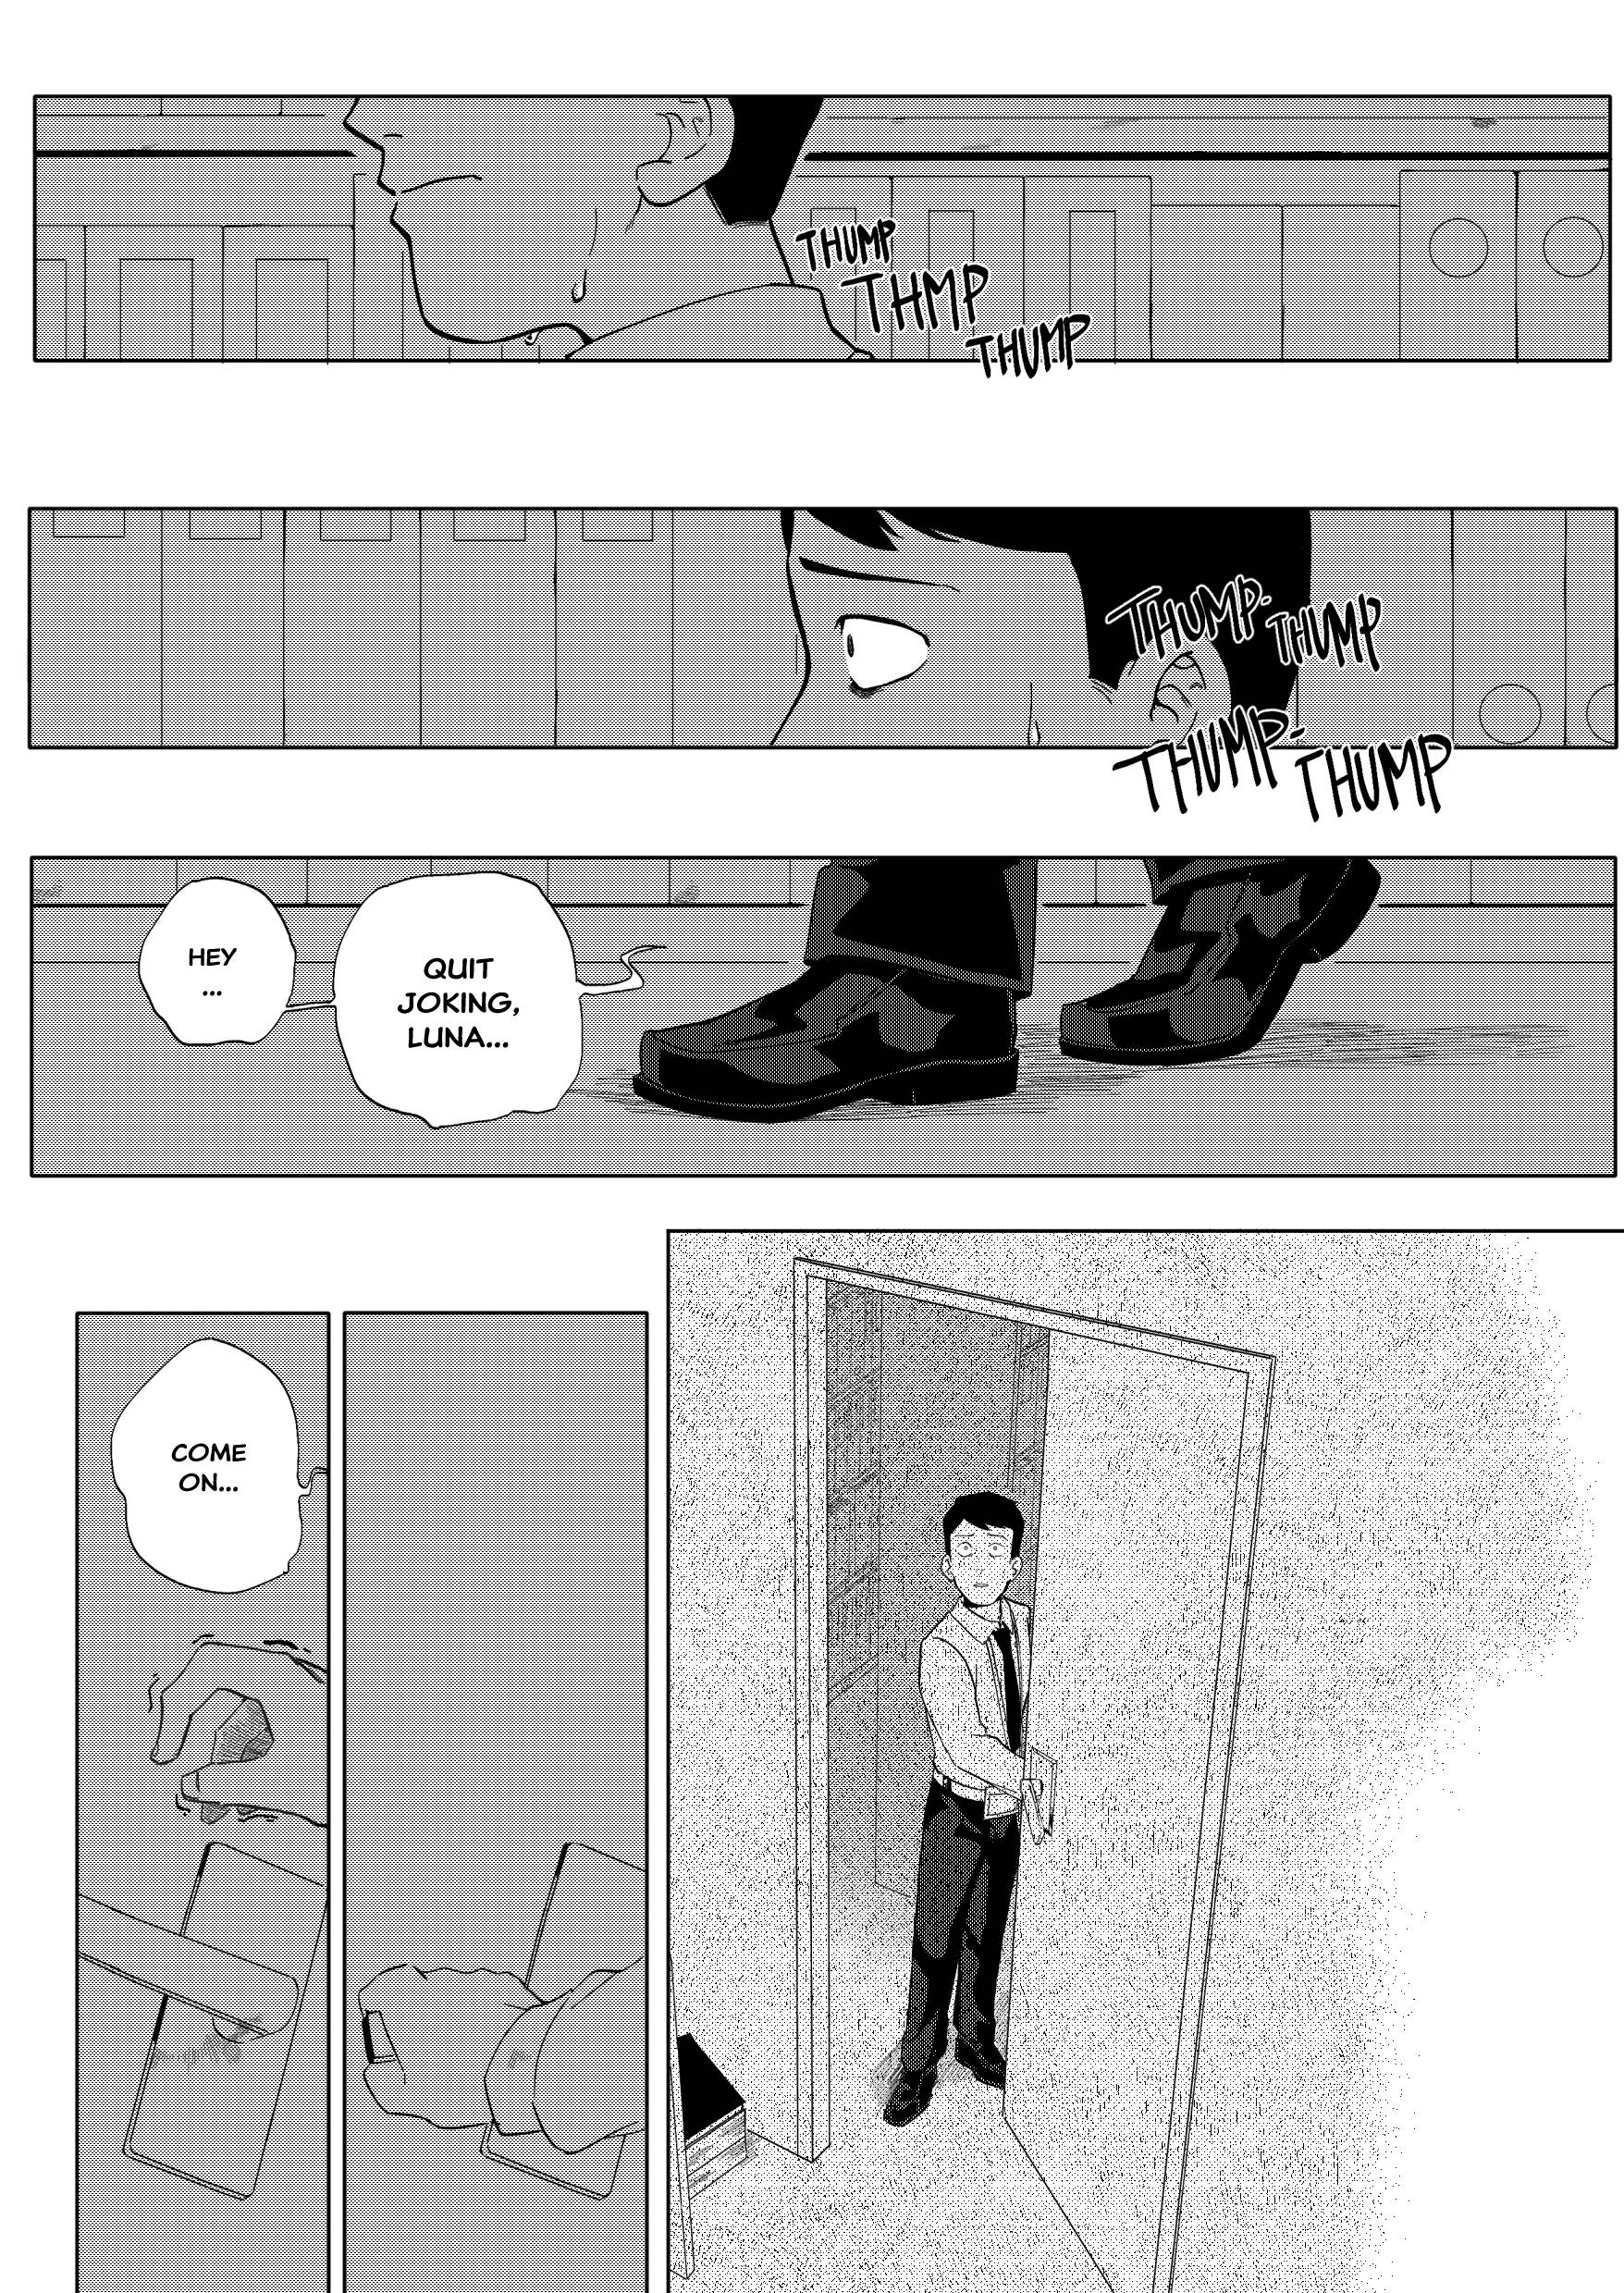 THUMP
THMP
THUMP
THUMP-
THUMP
THUMP-
THUMP
HEY
...
QUIT
JOKING,
LUNA...
COME
ON...